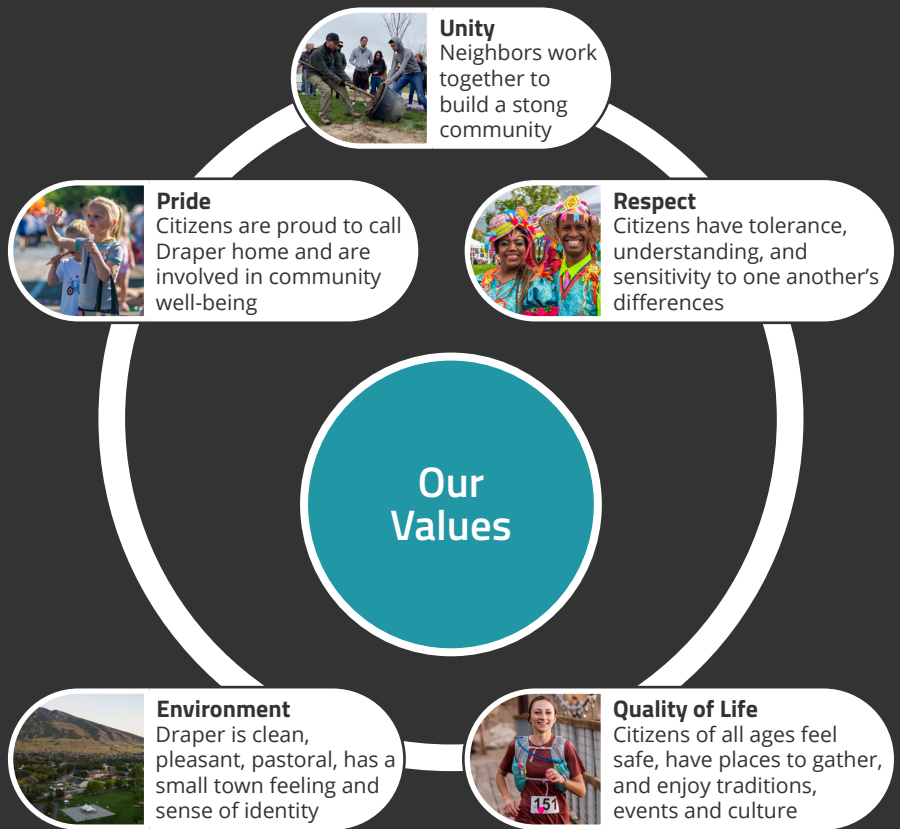 Unity
Neighbors work
together to
build a stong
community
Pride
Citizens are proud to call
Draper home and are
involved in community
well-being
Respect
Citizens have tolerance,
understanding, and
sensitivity to one another’s
differences
Our
Values
Environment
Draper is clean,
pleasant, pastoral, has a
small town feeling and
sense of identity
Quality of Life
Citizens of all ages feel
safe, have places to gather,
and enjoy traditions,
events and culture
151